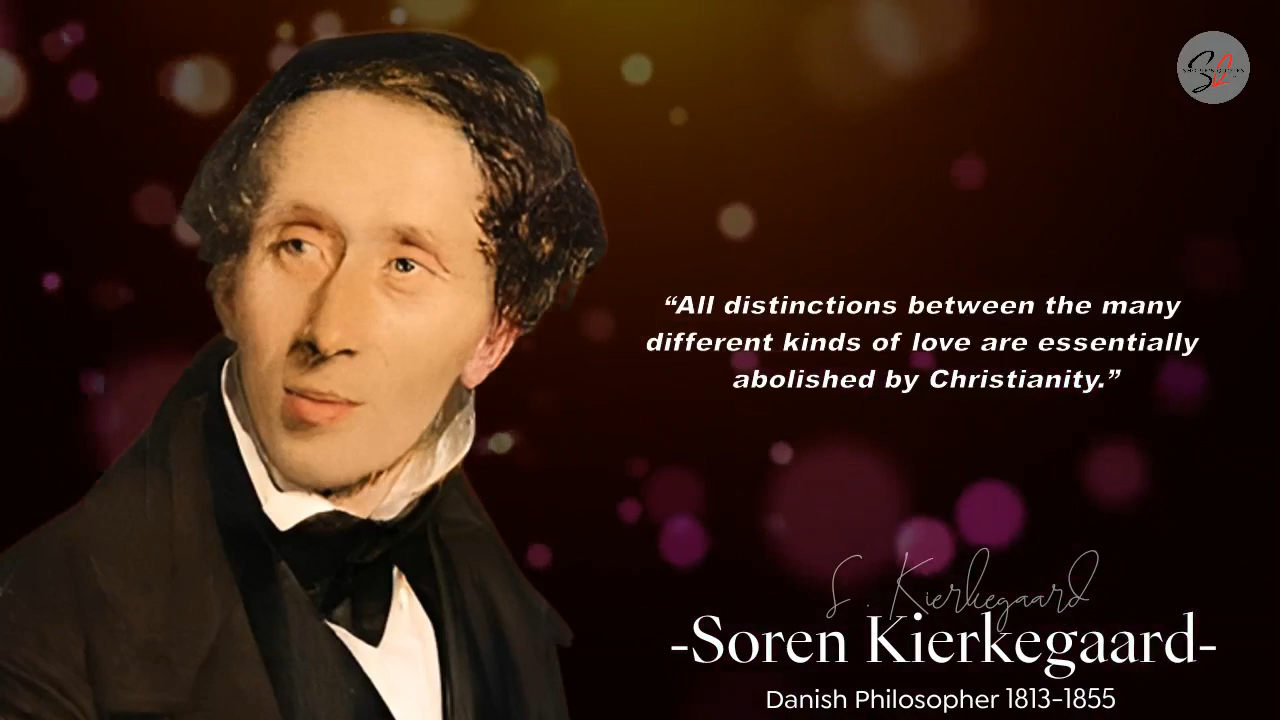 “All distinctions between the many
different kinds of love are essentially
abolished by Christianity.”
S. Kierkegaard
-Soren Kierkegaard-
Danish Philosopher 1813-1855